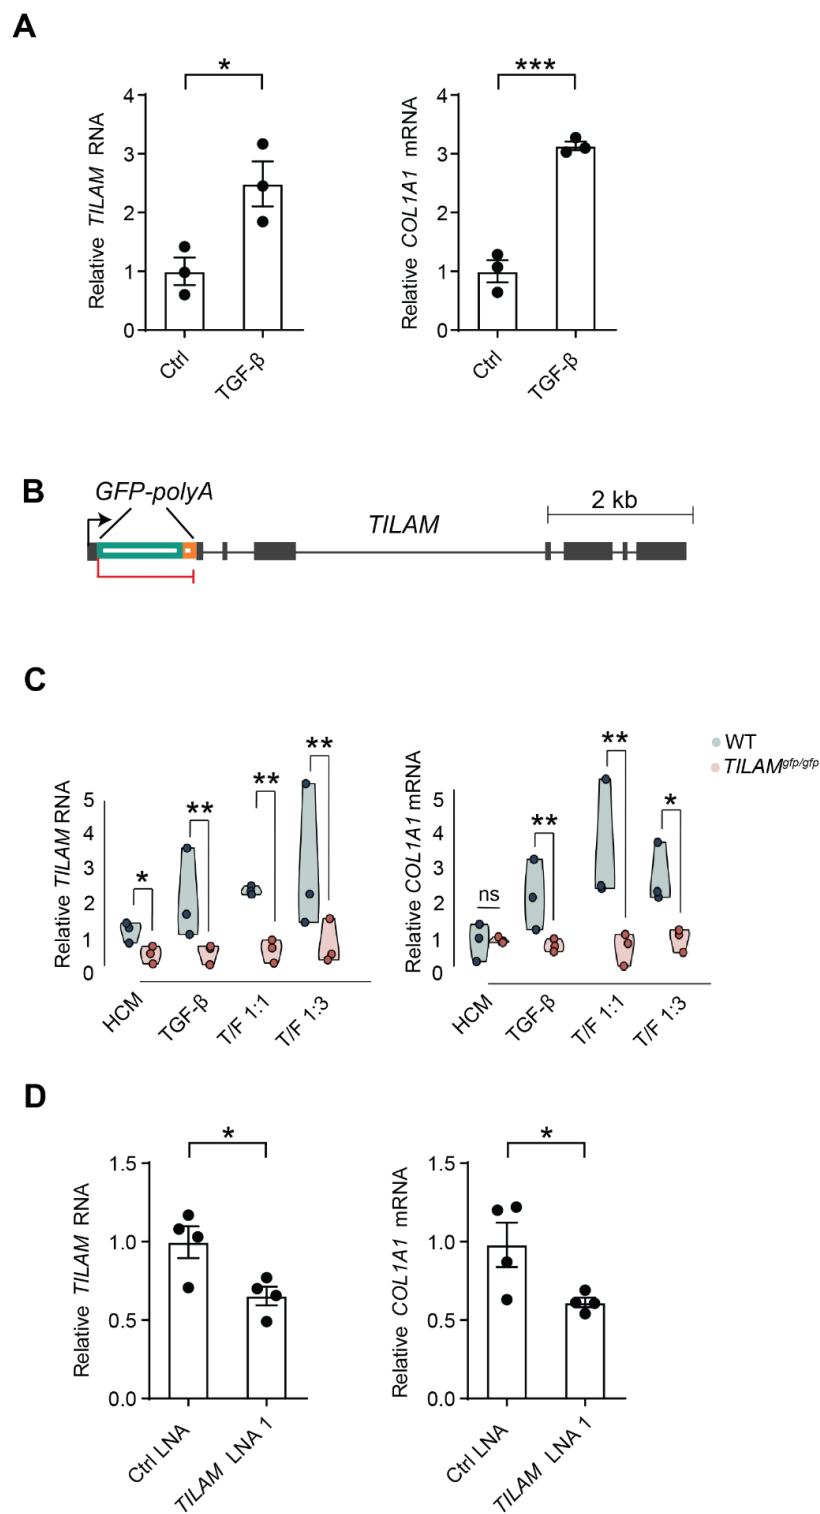 A
*
***
Relative TILAM RNA
4
3
2
1
0
Ctrl
TGF-β
Relative COL1A1 mRNA
4
3
2
1
0
Ctrl
TGF-β
B
GFP-polyA
TILAM
2 kb
C
WT
TILAMgfp/gfp
Relative TILAM RNA
5
4
3
2
1
0
*
**
**
**
HCM
TGF-β
T/F 1:1
T/F 1:3
Relative COL1A1 mRNA
5
4
3
2
1
0
ns
**
**
*
HCM
TGF-β
T/F 1:1
T/F 1:3
D
*
*
Relative TILAM RNA
1.5
1.0
0.5
0.0
Ctrl LNA
TILAM LNA 1
Relative COL1A1 mRNA
1.5
1.0
0.5
0.0
Ctrl LNA
TILAM LNA 1